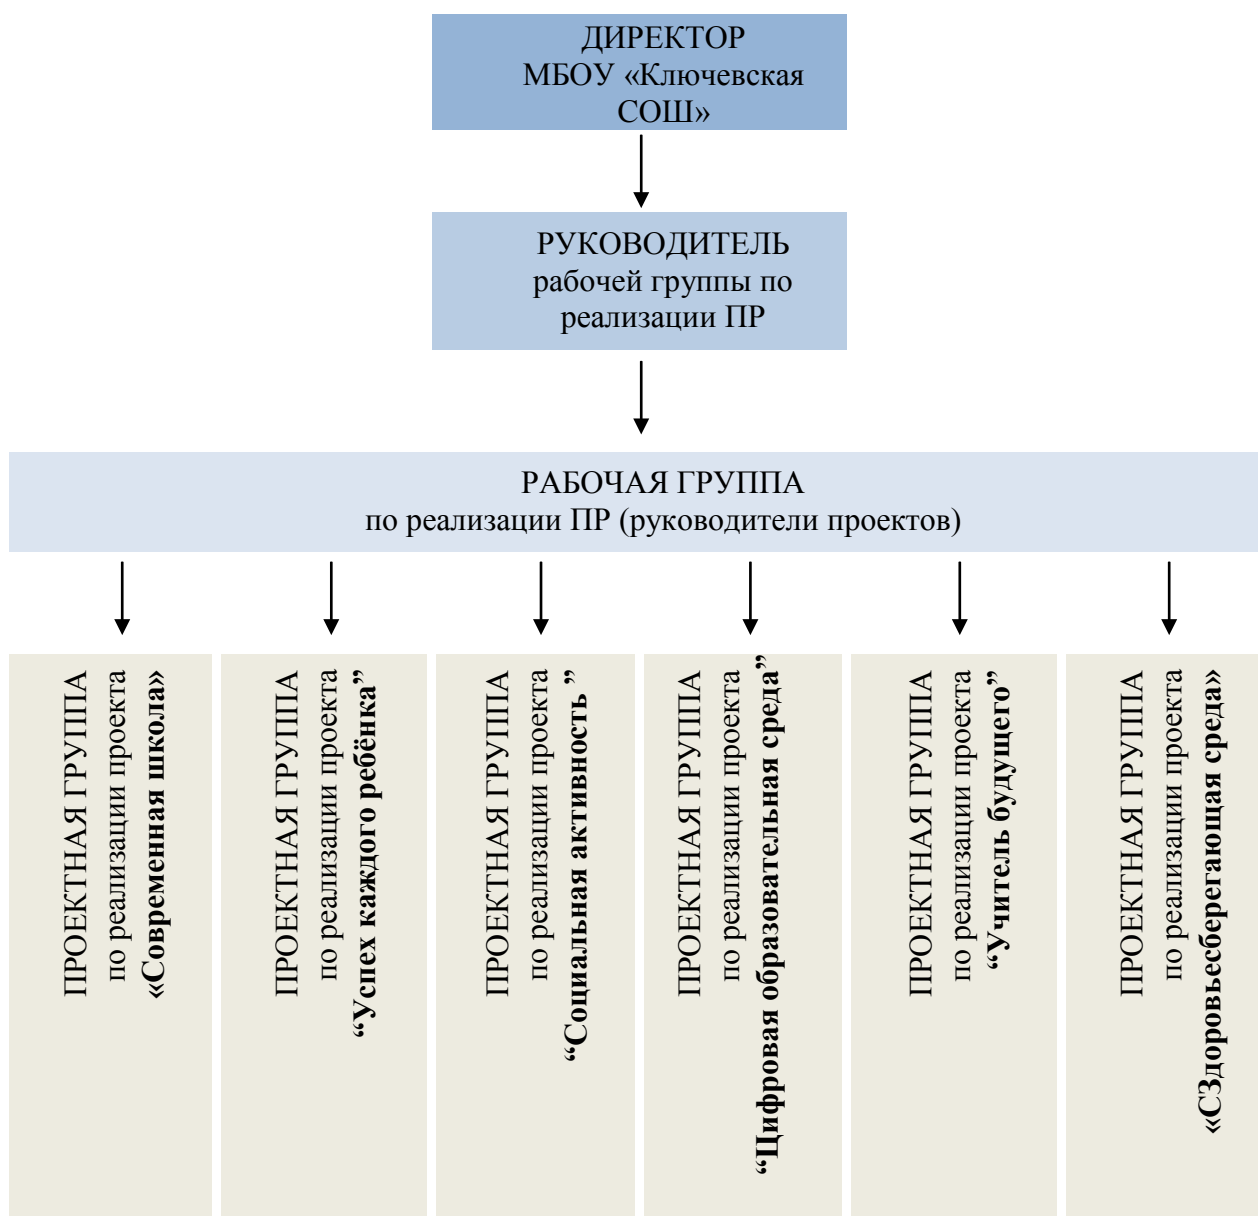 ДИРЕКТОР
МБОУ «Ключевская
СОШ»
РУКОВОДИТЕЛЬ
рабочей группы по
реализации ПР
РАБОЧАЯ ГРУППА
по реализации ПР (руководители проектов)
ПРОЕКТНАЯ ГРУППА
по реализации проекта
«Современная школа»
ПРОЕКТНАЯ ГРУППА
по реализации проекта
“Успех каждого ребёнка”
ПРОЕКТНАЯ ГРУППА
по реализации проекта
“Социальная активность ”
ПРОЕКТНАЯ ГРУППА
по реализации проекта
“Цифровая образовательная среда”
ПРОЕКТНАЯ ГРУППА
по реализации проекта
“Учитель будущего”
ПРОЕКТНАЯ ГРУППА
по реализации проекта
«СЗдоровьесберегающая среда»